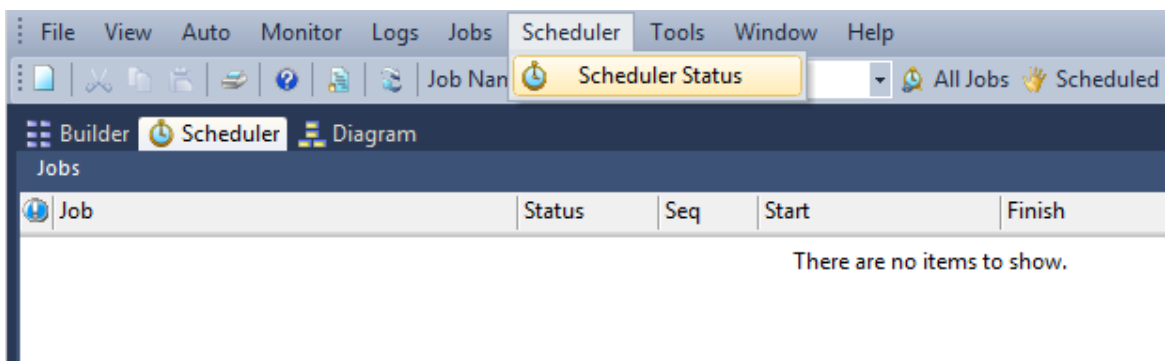 File View Auto Monitor Logs Jobs Scheduler Tools Window Help
Job Nan Scheduler Status All Jobs Scheduled
Builder Scheduler Diagram
Jobs
Job Status Seq Start Finish
There are no items to show.